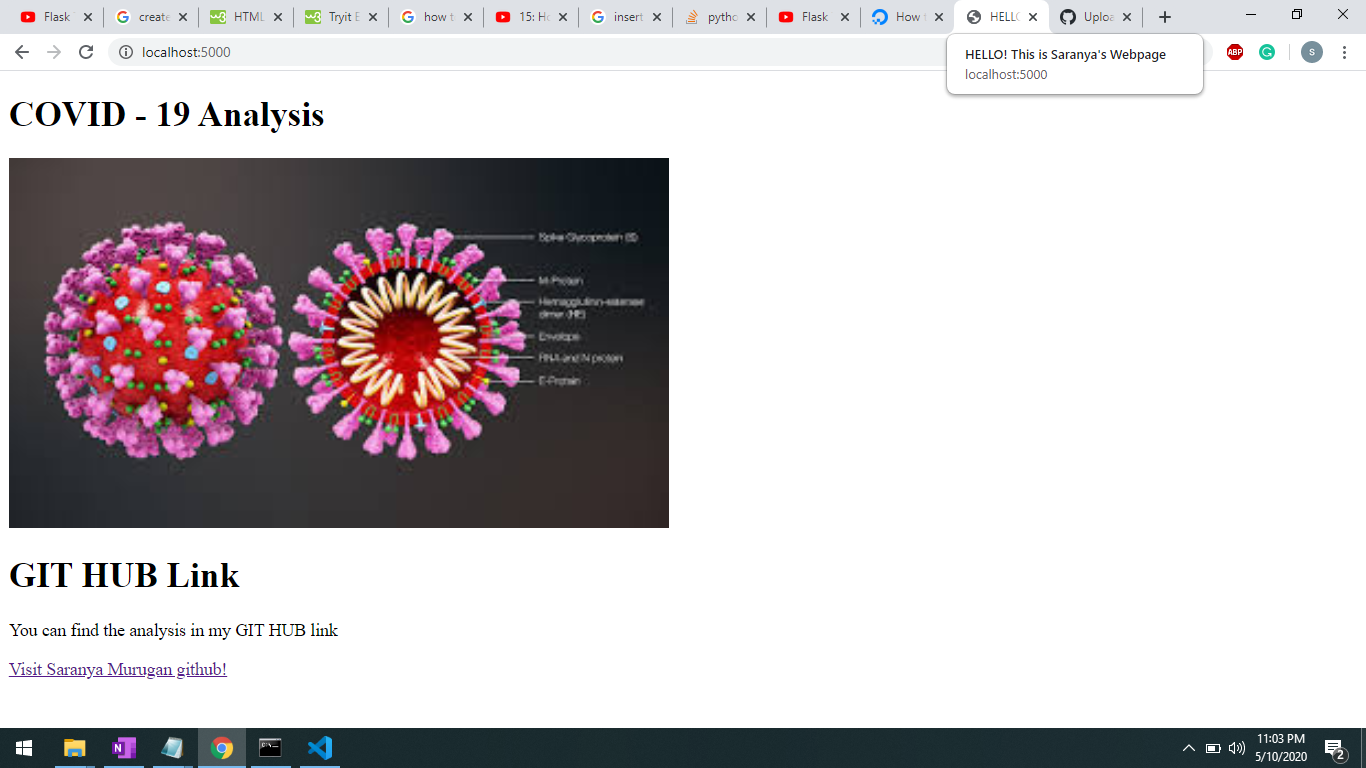 Flask
create
HTML
Tryit E
how t
15: Ho
insert
pytho
Flask
How t
HELLO
Uploa
localhost:5000
ABP
S
HELLO! This is Saranya's Webpage
localhost:5000
COVID - 19 Analysis
Spike Glycoprotein (S)
M-Protein
Hemagglutinin-esterase
dimer (HE)
Envelope
RNA and N protein
E-Protein
GIT HUB Link
You can find the analysis in my GIT HUB link
Visit Saranya Murugan github!
11:03 PM
5/10/2020
2